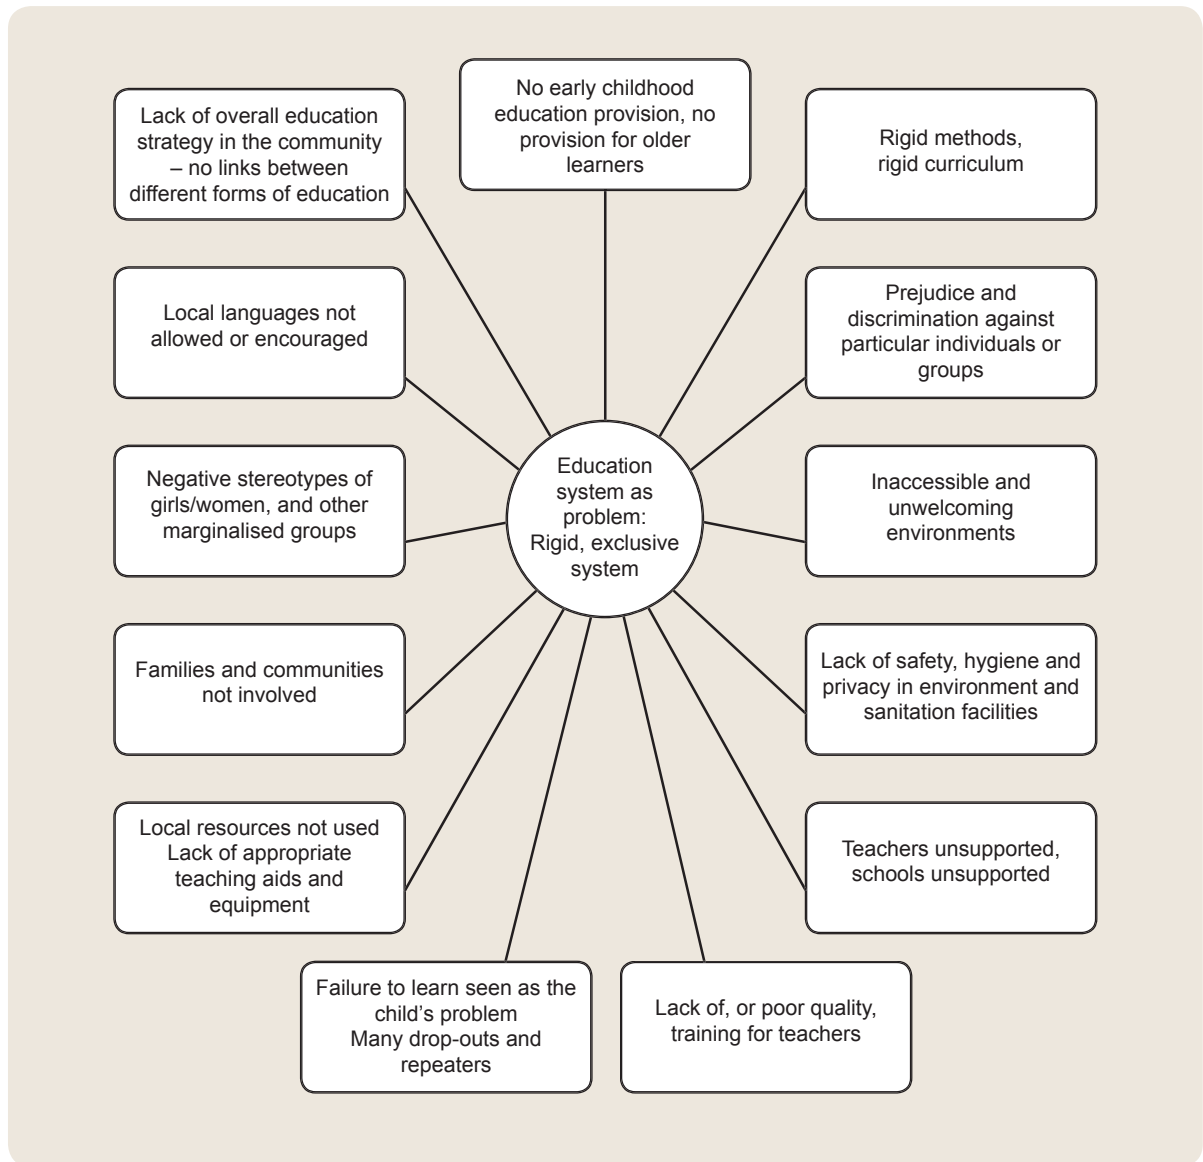 No early childhood
education provision, no
provision for older
learners
Lack of overall education
strategy in the community
– no links between
different forms of education
Rigid methods,
rigid curriculum
Local languages not
allowed or encouraged
Prejudice and
discrimination against
particular individuals or
groups
Negative stereotypes of
girls/women, and other
marginalised groups
Education
system as
problem:
Rigid, exclusive
system
Inaccessible and
unwelcoming
environments
Families and communities
not involved
Lack of safety, hygiene and
privacy in environment and
sanitation facilities
Local resources not used
Lack of appropriate
teaching aids and
equipment
Teachers unsupported,
schools unsupported
Failure to learn seen as the
child’s problem
Many drop-outs and
repeaters
Lack of, or poor quality,
training for teachers